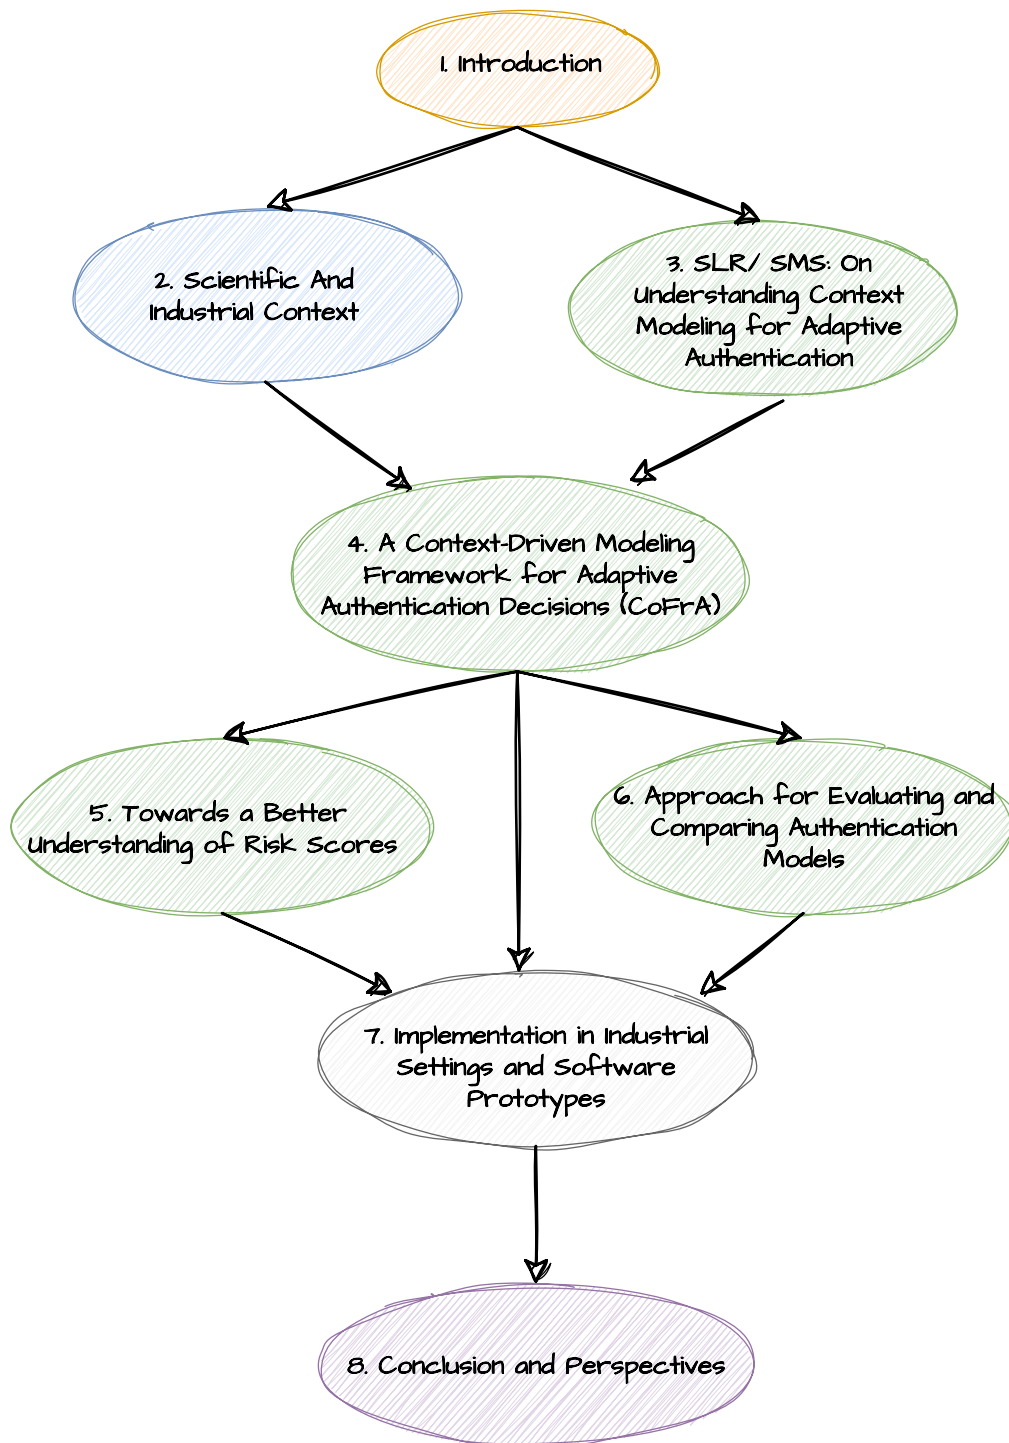 1. Introduction
2. Scientific And
Industrial Context
3. SLR/ SMS: On
Understanding Context
Modeling for Adaptive
Authentication
4. A Context-Driven Modeling
Framework for Adaptive
Authentication Decisions (CoFrA)
5. Towards a Better
Understanding of Risk Scores
6. Approach for Evaluating and
Comparing Authentication
Models
7. Implementation in Industrial
Settings and Software
Prototypes
8. Conclusion and Perspectives